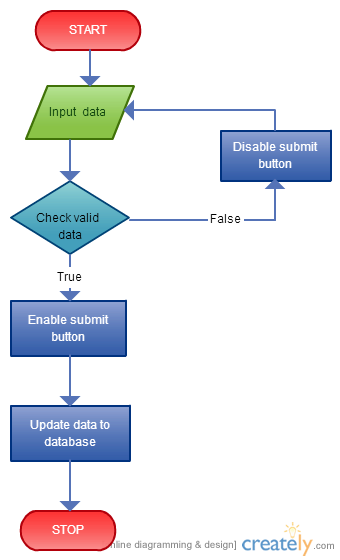 START
Input data
Disable submit
button
Check valid
data
False
True
Enable submit
button
Update data to
database
STOP
nline diagramming & design]
creately.com